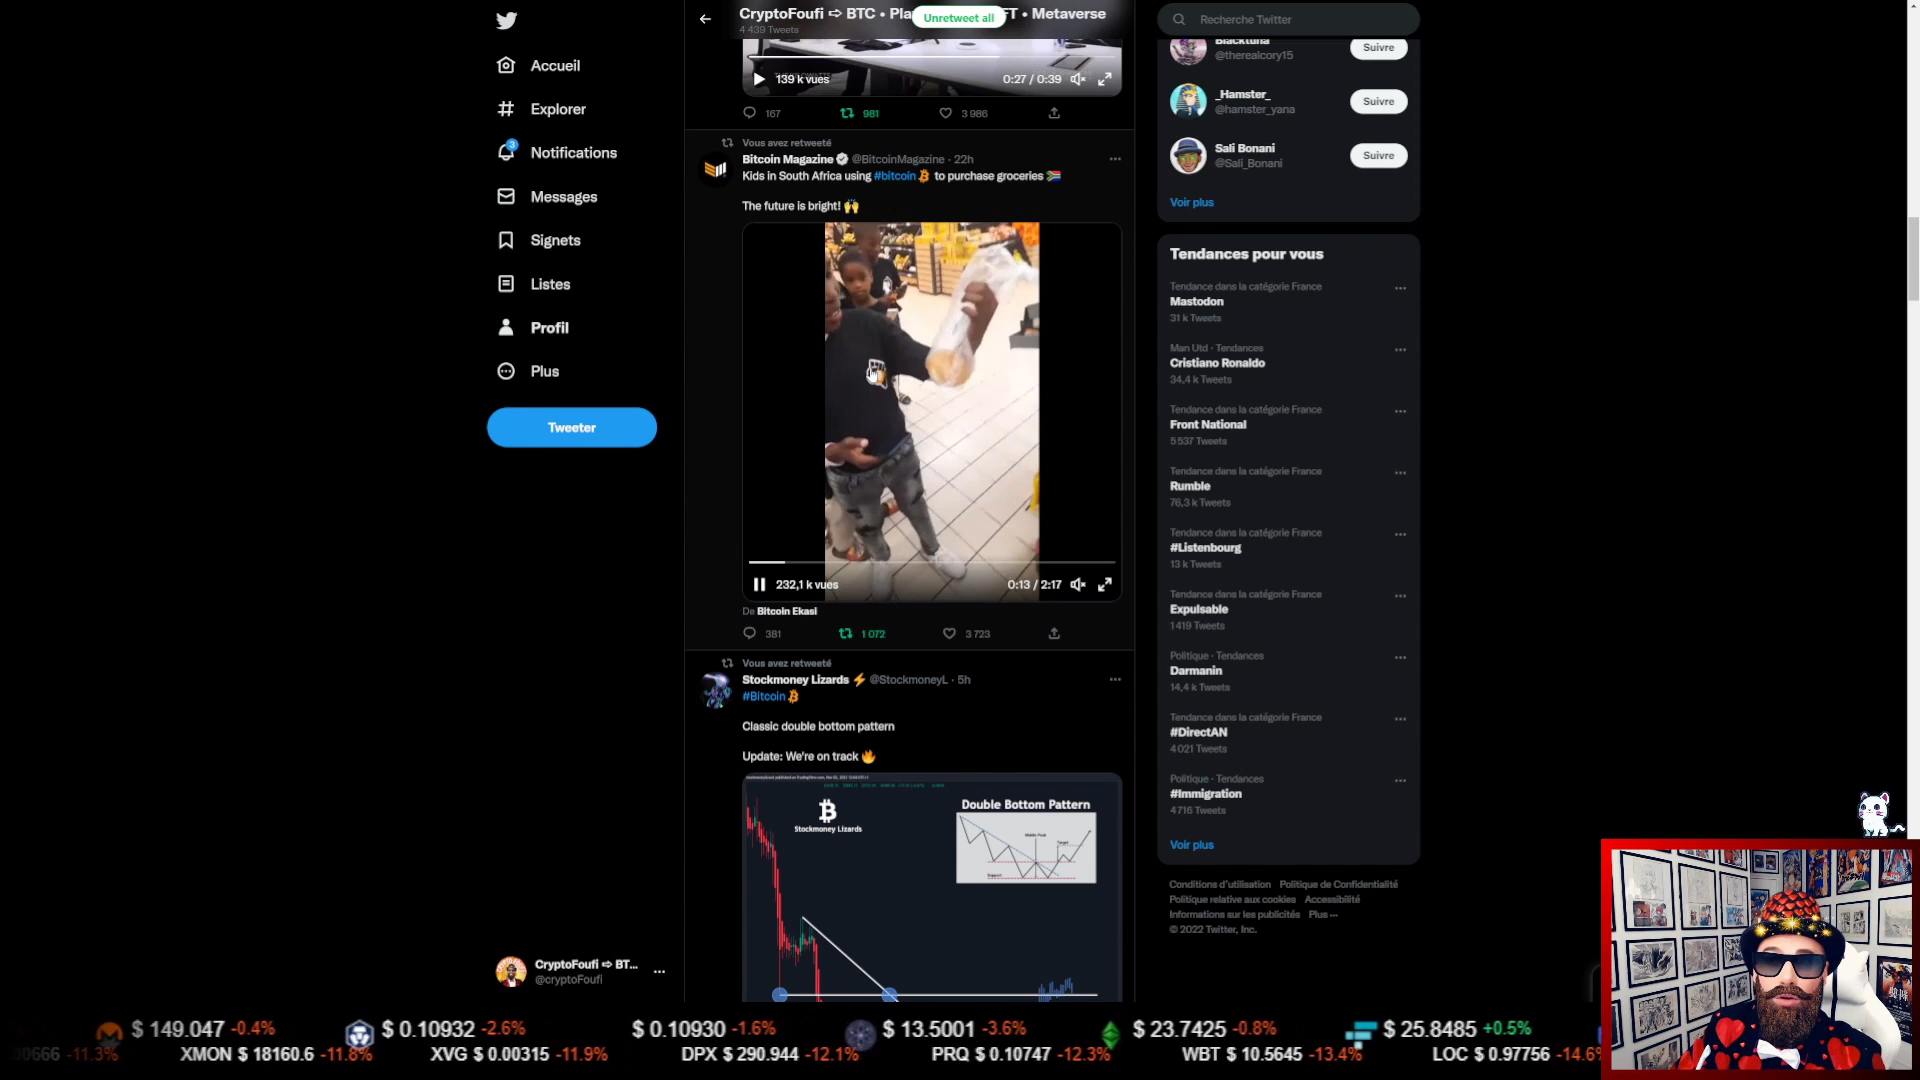 Accueil
Explorer
3
Notifications
Messages
Signets
Listes
Profil
Plus
Tweeter
CryptoFoufi ⇨ BT...
@cryptoFoufi
CryptoFoufi ⇨ BTC • Pla
Unretweet all
FT • Metaverse
4 439 Tweets
139 k vues
0:27 / 0:39
167
981
3 986
Vous avez retweeté
Bitcoin Magazine @BitcoinMagazine · 22h
Kids in South Africa using #bitcoin to purchase groceries 🇿🇦
The future is bright! 🙌
232,1 k vues
0:13 / 2:17
De Bitcoin Ekasi
381
1 072
3 723
Vous avez retweeté
Stockmoney Lizards ⚡ @StockmoneyL · 5h
#Bitcoin
Classic double bottom pattern
Update: We're on track 🔥
Stockmoney Lizards
Double Bottom Pattern
Middle Peak
Target
Support
Recherche Twitter
Blacktuna
@therealcory15
Suivre
_Hamster_
@hamster_yana
Suivre
Sali Bonani
@Sali_Bonani
Suivre
Voir plus
Tendances pour vous
Tendance dans la catégorie France
Mastodon
31 k Tweets
Man Utd · Tendances
Cristiano Ronaldo
34,4 k Tweets
Tendance dans la catégorie France
Front National
5 537 Tweets
Tendance dans la catégorie France
Rumble
76,3 k Tweets
Tendance dans la catégorie France
#Listenbourg
13 k Tweets
Tendance dans la catégorie France
Expulsable
1 419 Tweets
Politique · Tendances
Darmanin
14,4 k Tweets
Tendance dans la catégorie France
#DirectAN
4 021 Tweets
Politique · Tendances
#Immigration
4 716 Tweets
Voir plus
Conditions d'utilisation Politique de Confidentialité
Politique relative aux cookies Accessibilité
Informations sur les publicités Plus ...
© 2022 Twitter, Inc.
$ 149.047 -0.4% $ 0.10932 -2.6% $ 0.10930 -1.6% $ 13.5001 -3.6% $ 23.7425 -0.8% $ 25.8485 +0.5%
00666 -11.3% XMON $ 18160.6 -11.8% XVG $ 0.00315 -11.9% DPX $ 290.944 -12.1% PRQ $ 0.10747 -12.3% WBT $ 10.5645 -13.4% LOC $ 0.97756 -14.6%